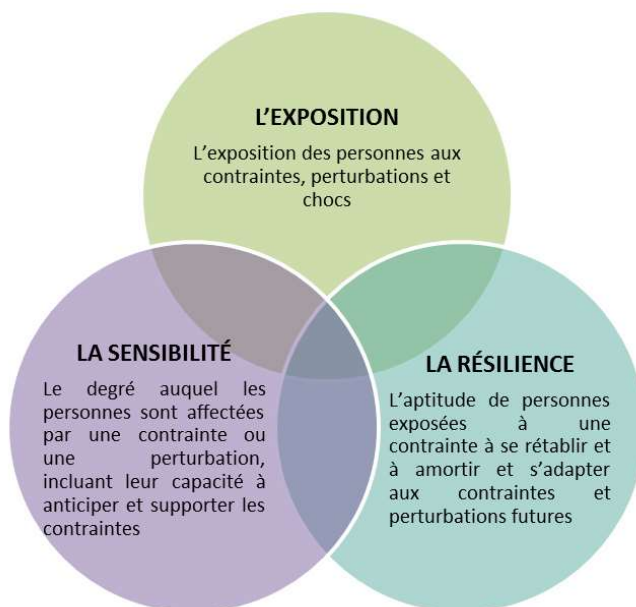 L’EXPOSITION
L’exposition des personnes aux
contraintes, perturbations et
chocs
LA SENSIBILITÉ
Le degré auquel les
personnes sont affectées
par une contrainte ou
une perturbation,
incluant leur capacité à
anticiper et supporter les
contraintes
LA RÉSILIENCE
L’aptitude de personnes
exposées à une
contrainte à se rétablir et
à amortir et s’adapter
aux contraintes et
perturbations futures